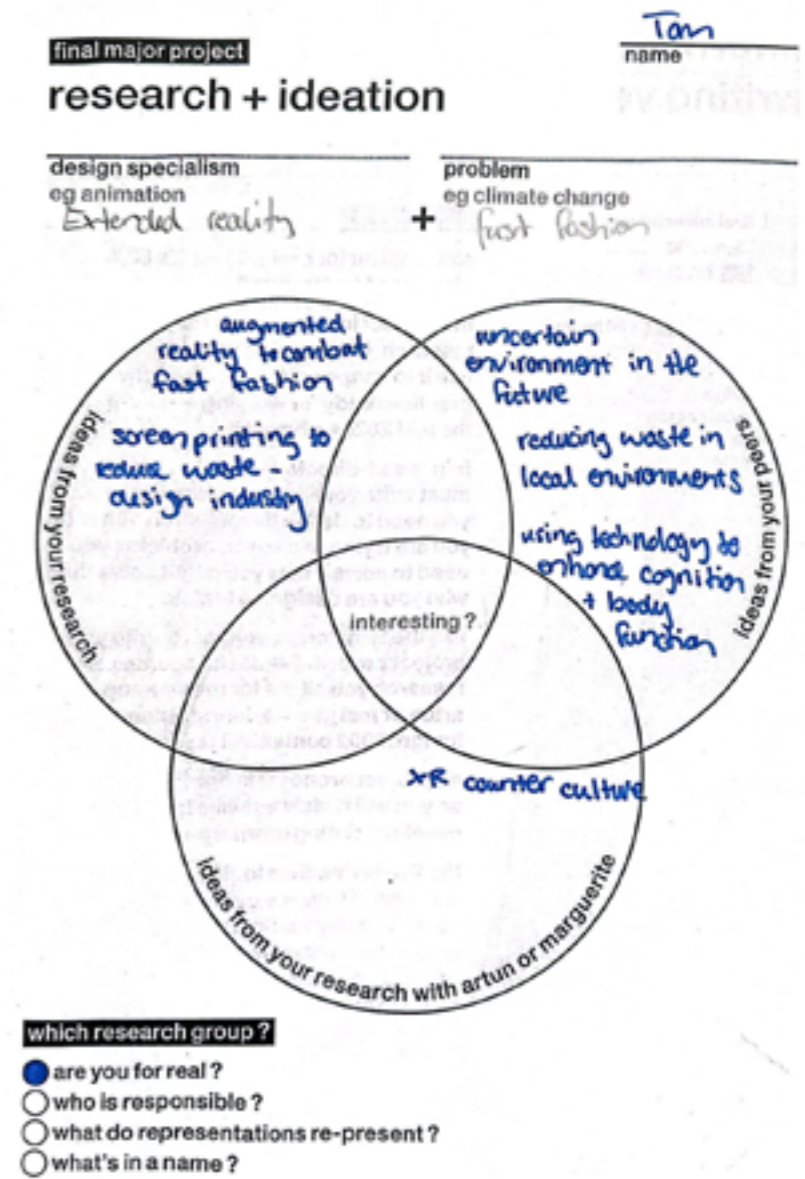 Tom
name
final major project
research + ideation
design specialism
eg animation
Extended reality
+
problem
eg climate change
fast fashion
augmented
reality to combat
fast fashion
screenprinting to
reduce waste -
design industry
ideas from your research
uncertain
environment in the
future
reducing waste in
local environments
using technology to
enhance cognition
+ body
function
ideas from your peers
interesting?
XR counter culture
ideas from your research with artun or marguerite
which research group?
are you for real?
who is responsible?
what do representations re-present?
what's in a name?